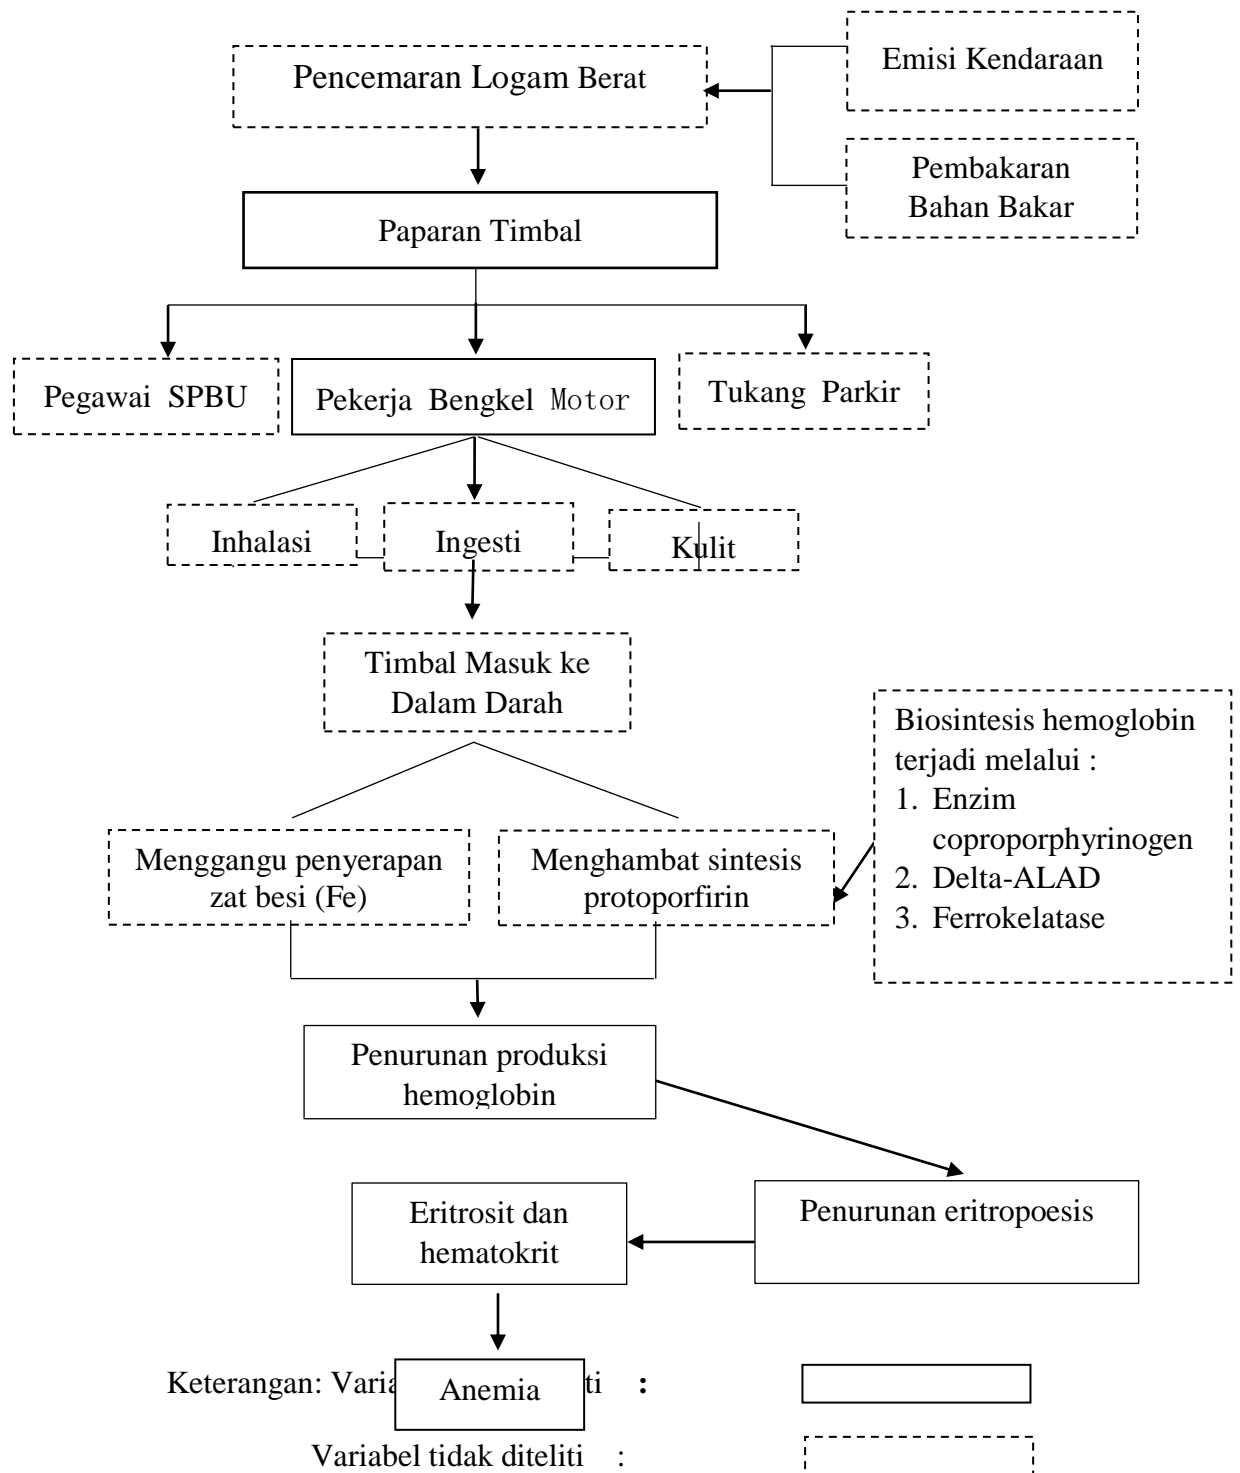 Emisi Kendaraan
Pencemaran Logam Berat
Pembakaran
Bahan Bakar
Paparan Timbal
Pegawai SPBU
Pekerja Bengkel Motor
Tukang Parkir
Inhalasi
Ingesti
Kulit
Timbal Masuk ke
Dalam Darah
Biosintesis hemoglobin
terjadi melalui :
1. Enzim
coproporphyrinogen
2. Delta-ALAD
3. Ferrokelatase
Menggangu penyerapan
zat besi (Fe)
Menghambat sintesis
protoporfirin
Penurunan produksi
hemoglobin
Eritrosit dan
hematokrit
Penurunan eritropoesis
Anemia
Keterangan: :
Variabel tidak diteliti :